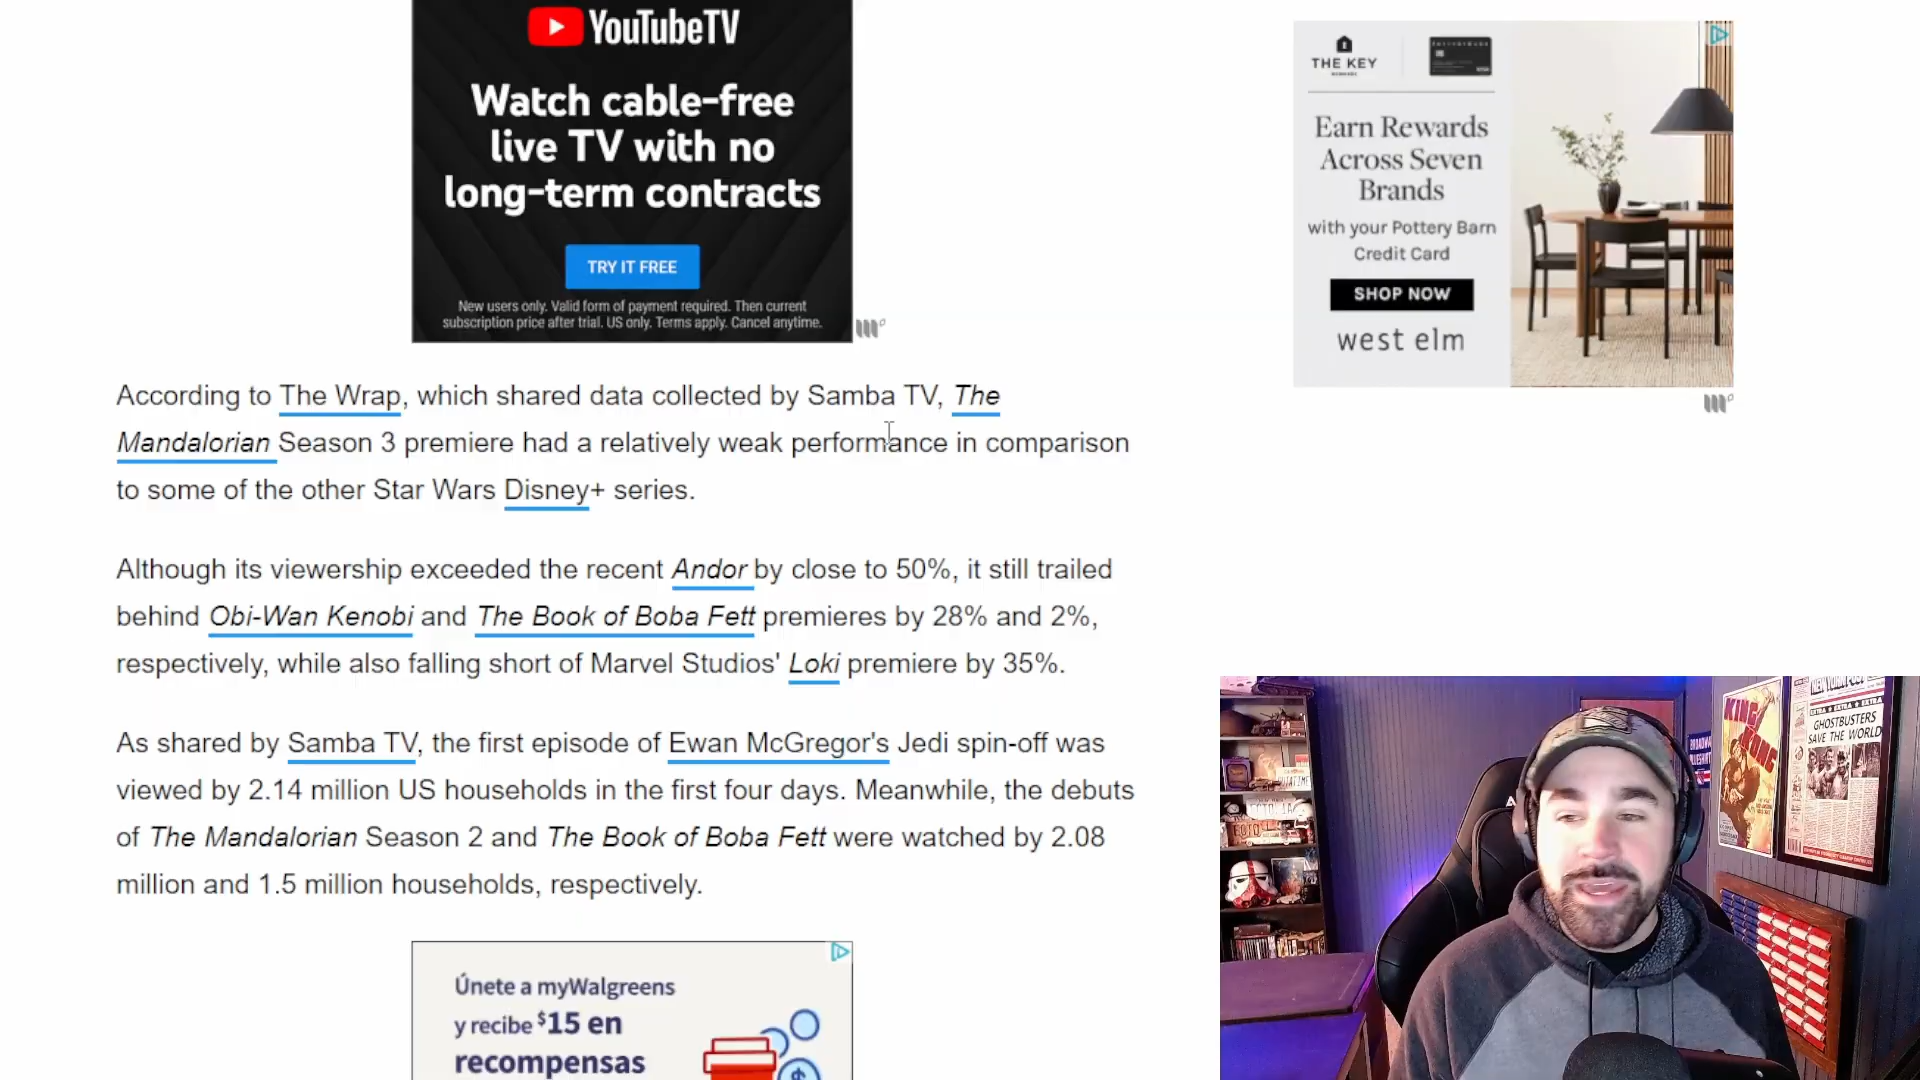 YouTubeTV
Watch cable-free
live TV with no
long-term contracts
TRY IT FREE
New users only. Valid form of payment required. Then current
subscription price after trial. US only. Terms apply. Cancel anytime.
THE KEY
Earn Rewards
Across Seven
Brands
with your Pottery Barn
Credit Card
SHOP NOW
west elm
According to The Wrap, which shared data collected by Samba TV, The
Mandalorian Season 3 premiere had a relatively weak performance in comparison
to some of the other Star Wars Disney+ series.
Although its viewership exceeded the recent Andor by close to 50%, it still trailed
behind Obi-Wan Kenobi and The Book of Boba Fett premieres by 28% and 2%,
respectively, while also falling short of Marvel Studios' Loki premiere by 35%.
As shared by Samba TV, the first episode of Ewan McGregor's Jedi spin-off was
viewed by 2.14 million US households in the first four days. Meanwhile, the debuts
of The Mandalorian Season 2 and The Book of Boba Fett were watched by 2.08
million and 1.5 million households, respectively.
Únete a myWalgreens
y recibe $15 en
recompensas
KING
KONG
NEW YORK POST
EXTRA EXTRA EXTRA
GHOSTBUSTERS
SAVE THE WORLD